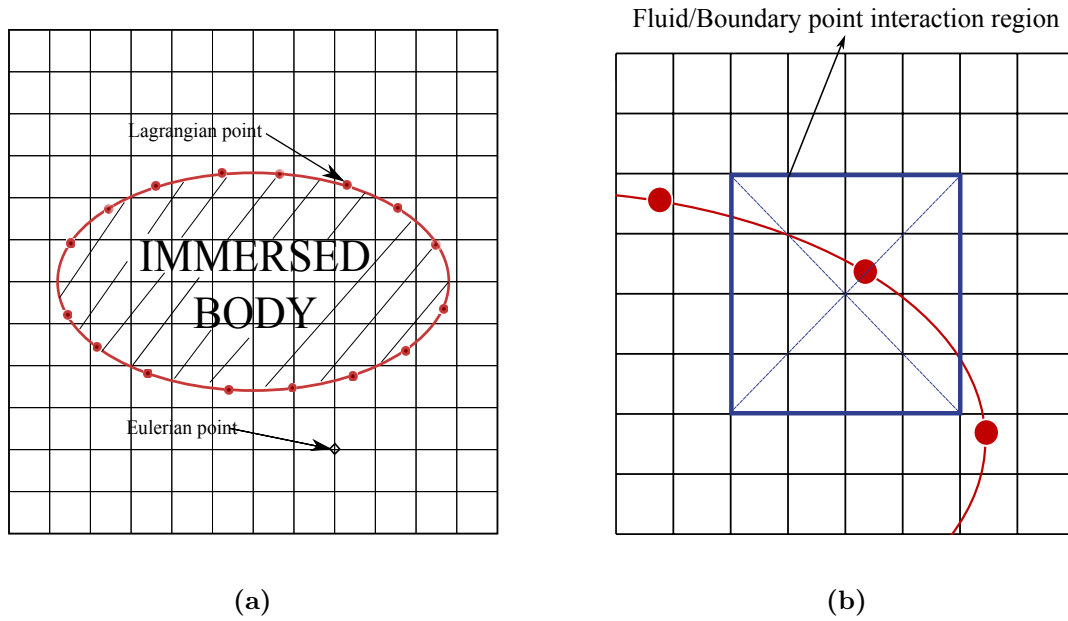 Fluid/Boundary point interaction region
Lagrangian point
IMMERSED
BODY
Eulerian point
(a)
(b)